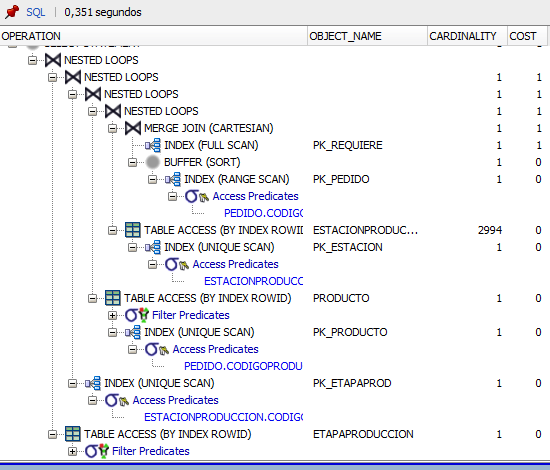 SQL | 0,351 segundos
OPERATION OBJECT_NAME CARDINALITY COST
SELECT STATEMENT 1 1
NESTED LOOPS
NESTED LOOPS 1 1
NESTED LOOPS 1 1
NESTED LOOPS 1 1
MERGE JOIN (CARTESIAN) 1 1
INDEX (FULL SCAN) PK_REQUIERE 1 1
BUFFER (SORT) 1 0
INDEX (RANGE SCAN) PK_PEDIDO 1 0
Access Predicates
PEDIDO.CODIGO
TABLE ACCESS (BY INDEX ROWID) ESTACIONPRODUC... 2994 0
INDEX (UNIQUE SCAN) PK_ESTACION 1 0
Access Predicates
ESTACIONPRODUCC
TABLE ACCESS (BY INDEX ROWID) PRODUCTO 1 0
Filter Predicates
INDEX (UNIQUE SCAN) PK_PRODUCTO 1 0
Access Predicates
PEDIDO.CODIGOPRODU
INDEX (UNIQUE SCAN) PK_ETAPAPROD 1 0
Access Predicates
ESTACIONPRODUCCION.CODIG
TABLE ACCESS (BY INDEX ROWID) ETAPAPRODUCCION 1 0
Filter Predicates